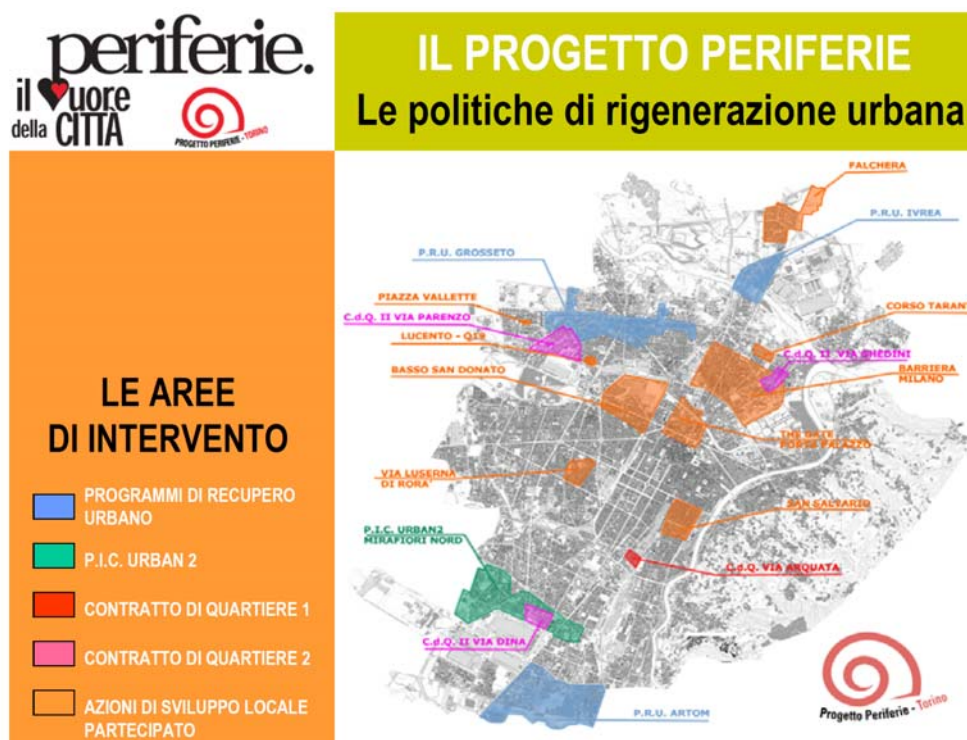 periferie.
il cuore
della CITTÀ
PROGETTO PERIFERIE - TORINO
IL PROGETTO PERIFERIE
Le politiche di rigenerazione urbana
LE AREE
DI INTERVENTO
PROGRAMMI DI RECUPERO
URBANO
P.I.C. URBAN 2
CONTRATTO DI QUARTIERE 1
CONTRATTO DI QUARTIERE 2
AZIONI DI SVILUPPO LOCALE
PARTECIPATO
FALCHERA
P.R.U. IVREA
P.R.U. GROSSETO
PIAZZA VALLETTE
C.d.Q. II VIA PARENZO
LUCENTO - Q19
BASSO SAN DONATO
CORSO TARANT
C.d.Q. II VIA GHEDINI
BARRIERA
MILANO
THE GATE
PORTA PALAZZO
VIA LUSERNA
DI RORA'
SAN SALVARIO
P.I.C. URBAN2
MIRAFIORI NORD
C.d.Q. VIA ARQUATA
C.d.Q. II VIA DINA
P.R.U. ARTOM
Progetto Periferie - Torino